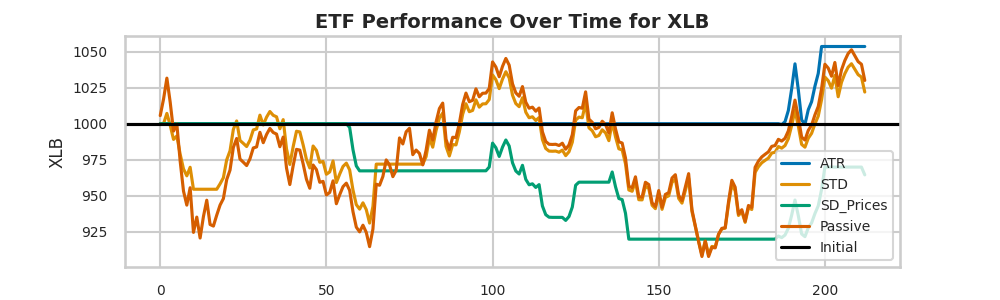 ETF Performance Over Time for XLB
XLB
1050
1025
1000
975
950
925
0 50 100 150 200
ATR
STD
SD_Prices
Passive
Initial